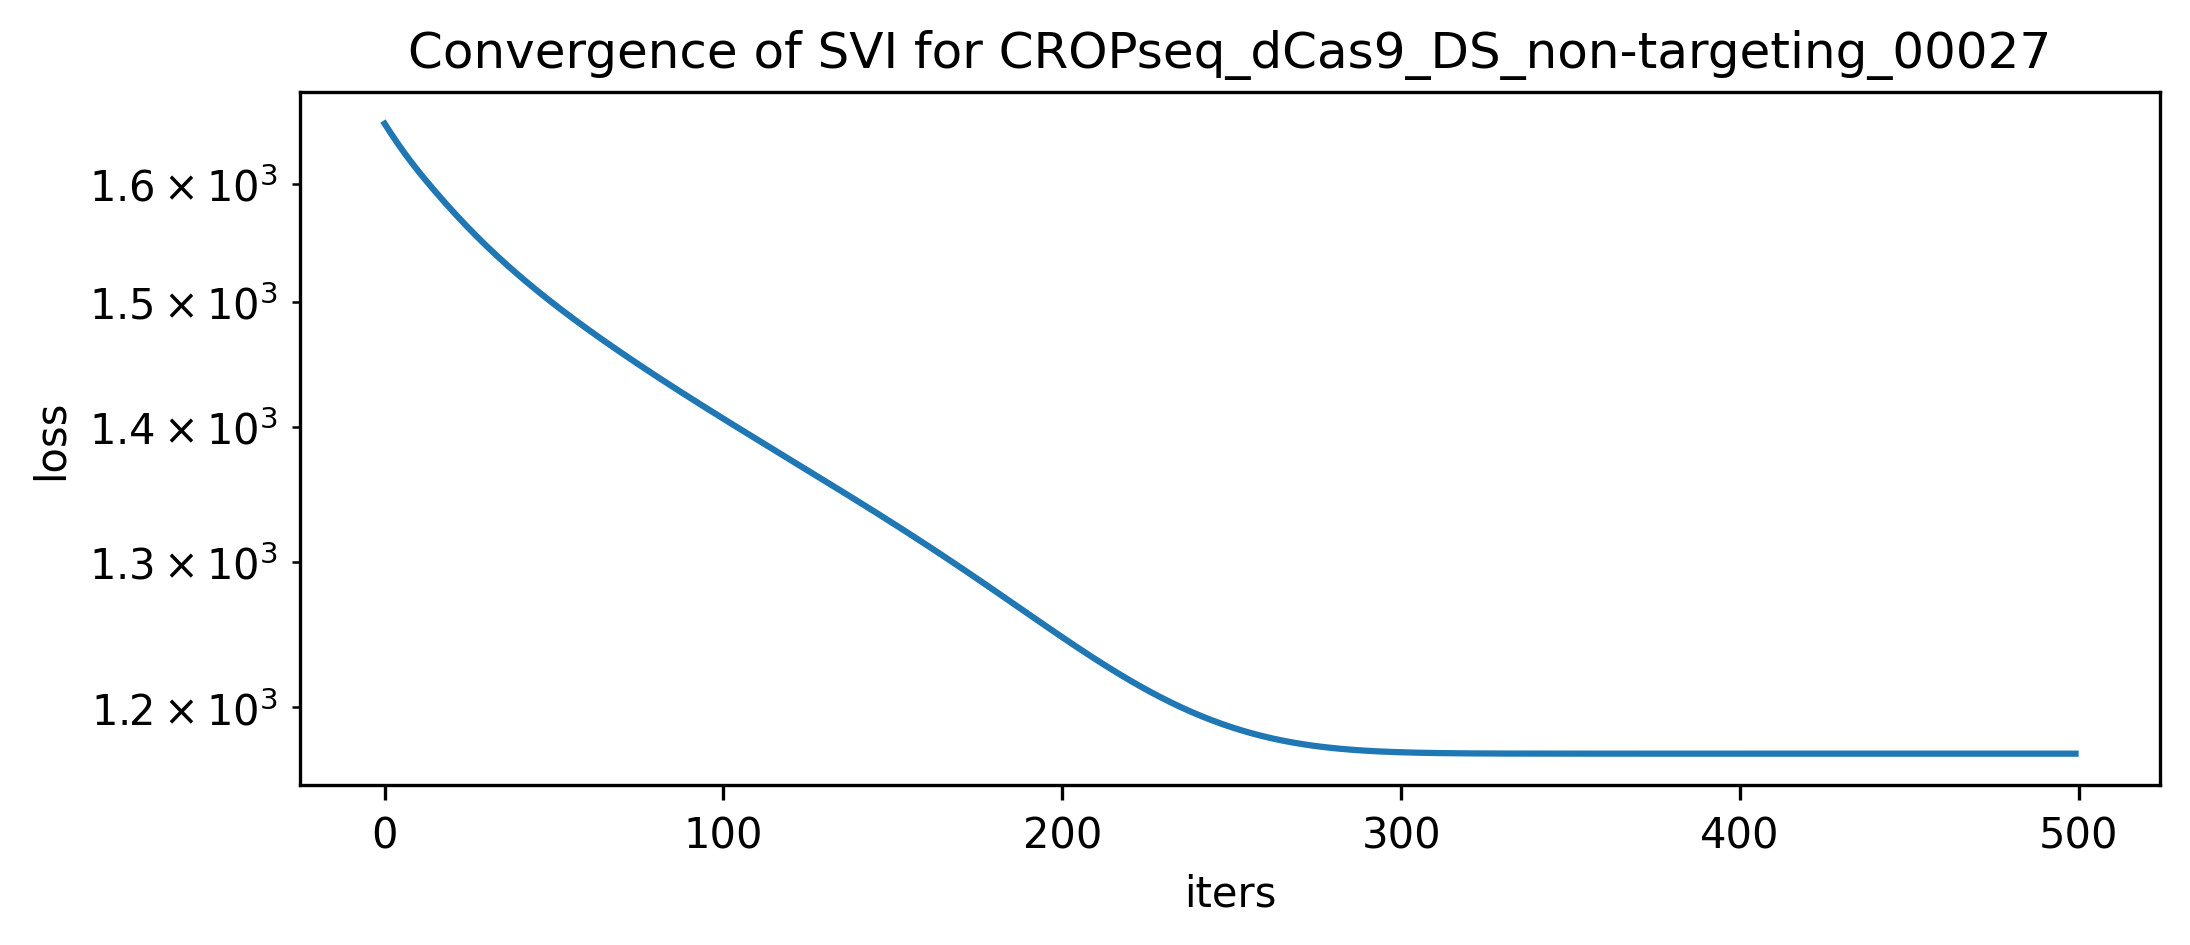 Convergence of SVI for CROPseq_dCas9_DS_non-targeting_00027
loss
1.6 × 10³
1.5 × 10³
1.4 × 10³
1.3 × 10³
1.2 × 10³
0 100 200 300 400 500
iters